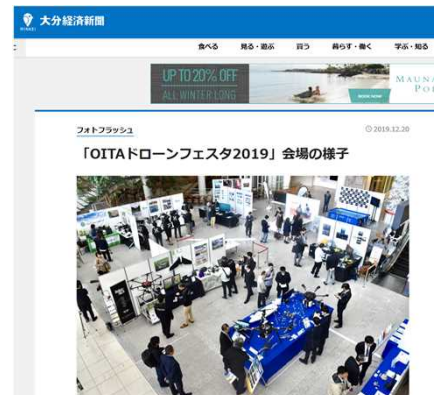 大分経済新聞
食べる 見る・遊ぶ 買う 暮らす・働く 学ぶ・知る
UP TO 20% OFF
ALL WINTER LONG
BOOK NOW
フォトフラッシュ
2019.12.20
「OITAドローンフェスタ2019」会場の様子